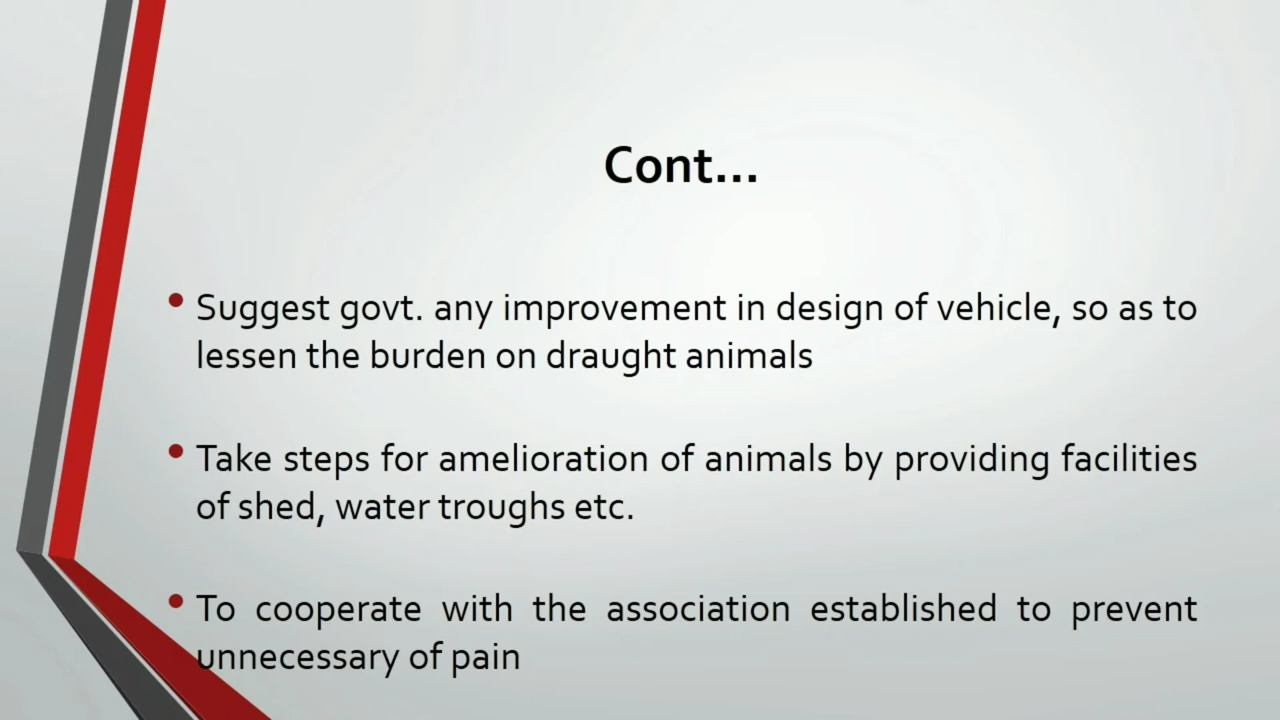 Cont...
• Suggest govt. any improvement in design of vehicle, so as to
lessen the burden on draught animals
• Take steps for amelioration of animals by providing facilities
of shed, water troughs etc.
• To cooperate with the association established to prevent
unnecessary of pain